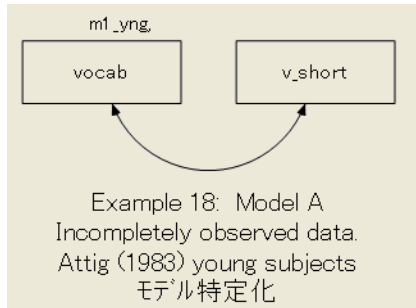 m1_yng,
vocab
v_short
Example 18: Model A
Incompletely observed data.
Attig (1983) young subjects
ﾓﾃﾞﾙ特定化